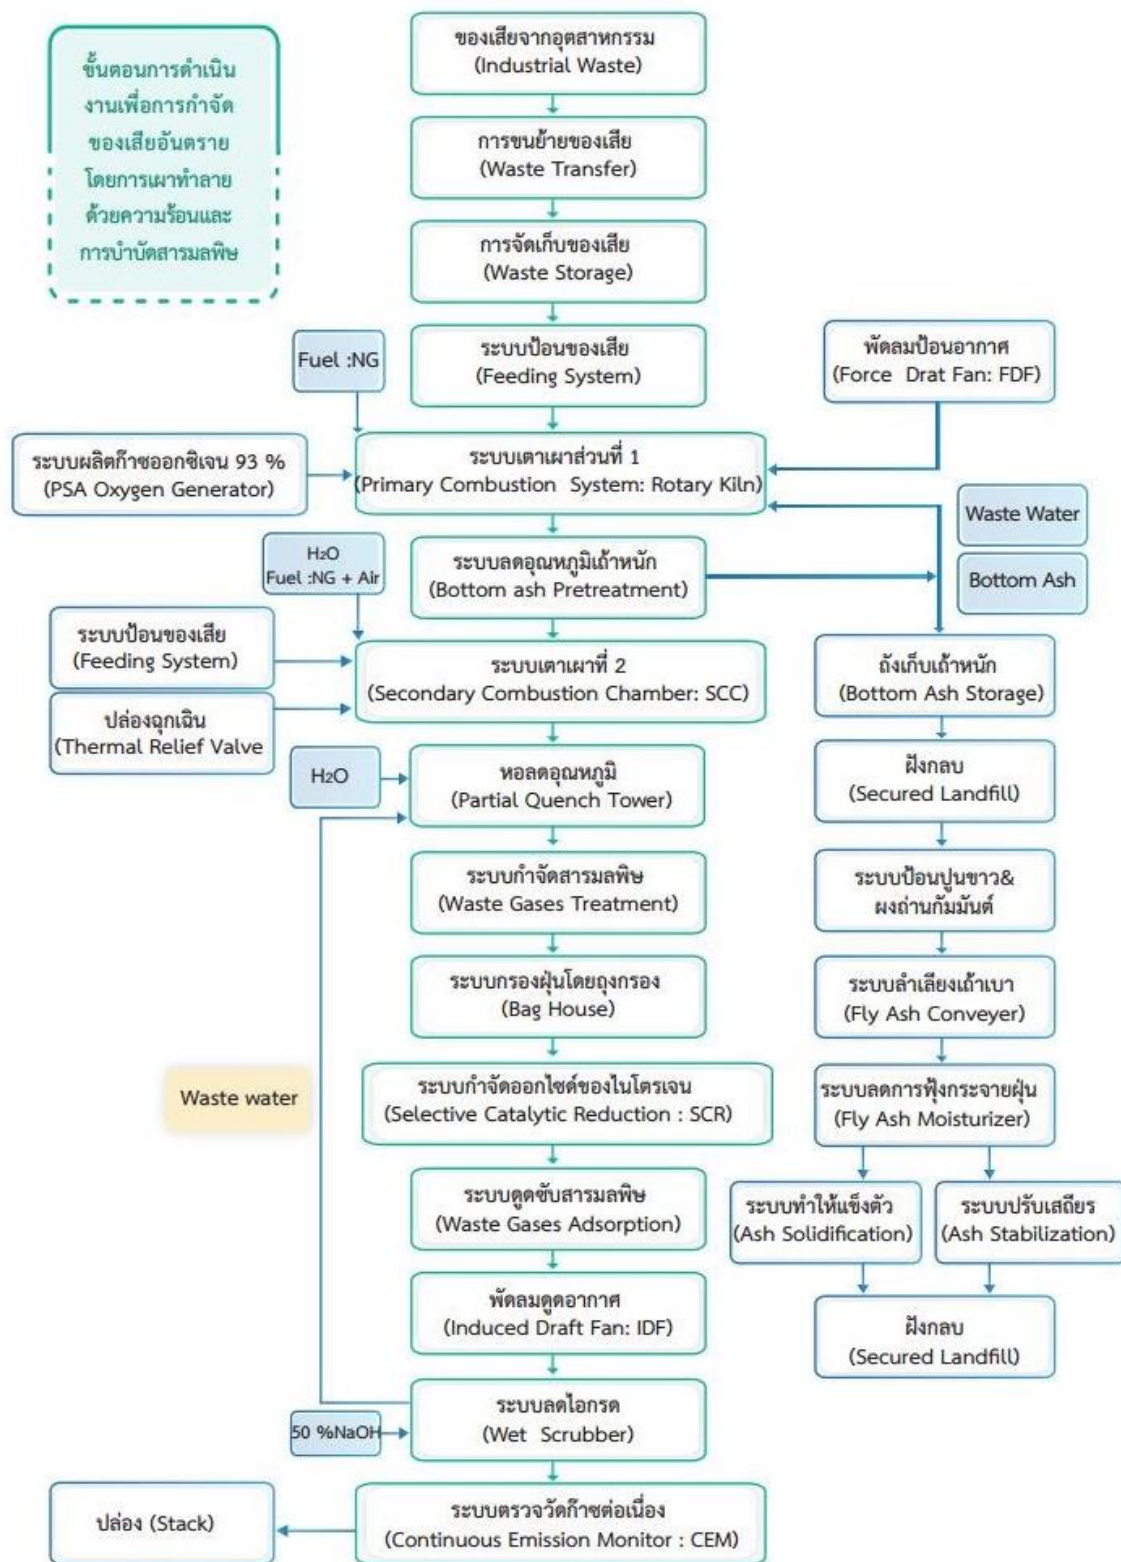 ขั้นตอนการดำเนิน
งานเพื่อการกำจัด
ของเสียอันตราย
โดยการเผาทำลาย
ด้วยความร้อนและ
การบำบัดสารมลพิษ
ของเสียจากอุตสาหกรรม
(Industrial Waste)
การขนย้ายของเสีย
(Waste Transfer)
การจัดเก็บของเสีย
(Waste Storage)
Fuel :NG
ระบบป้อนของเสีย
(Feeding System)
พัดลมป้อนอากาศ
(Force Drat Fan: FDF)
ระบบผลิตก๊าซออกซิเจน 93 %
(PSA Oxygen Generator)
ระบบเตาเผาส่วนที่ 1
(Primary Combustion System: Rotary Kiln)
Waste Water
Bottom Ash
H₂O
Fuel :NG + Air
ระบบลดอุณหภูมิเถ้าหนัก
(Bottom ash Pretreatment)
ระบบป้อนของเสีย
(Feeding System)
ระบบเตาเผาที่ 2
(Secondary Combustion Chamber: SCC)
ถังเก็บเถ้าหนัก
(Bottom Ash Storage)
ปล่องฉุกเฉิน
(Thermal Relief Valve
H₂O
หอลดอุณหภูมิ
(Partial Quench Tower)
ฝังกลบ
(Secured Landfill)
ระบบกำจัดสารมลพิษ
(Waste Gases Treatment)
ระบบป้อนปูนขาว&
ผงถ่านกัมมันต์
ระบบกรองฝุ่นโดยถุงกรอง
(Bag House)
ระบบลำเลียงเถ้าเบา
(Fly Ash Conveyer)
Waste water
ระบบกำจัดออกไซด์ของไนโตรเจน
(Selective Catalytic Reduction : SCR)
ระบบลดการฟุ้งกระจายฝุ่น
(Fly Ash Moisturizer)
ระบบดูดซับสารมลพิษ
(Waste Gases Adsorption)
ระบบทำให้แข็งตัว
(Ash Solidification)
ระบบปรับเสถียร
(Ash Stabilization)
พัดลมดูดอากาศ
(Induced Draft Fan: IDF)
ฝังกลบ
(Secured Landfill)
50 %NaOH
ระบบลดไอกรด
(Wet Scrubber)
ปล่อง (Stack)
ระบบตรวจวัดก๊าซต่อเนื่อง
(Continuous Emission Monitor : CEM)